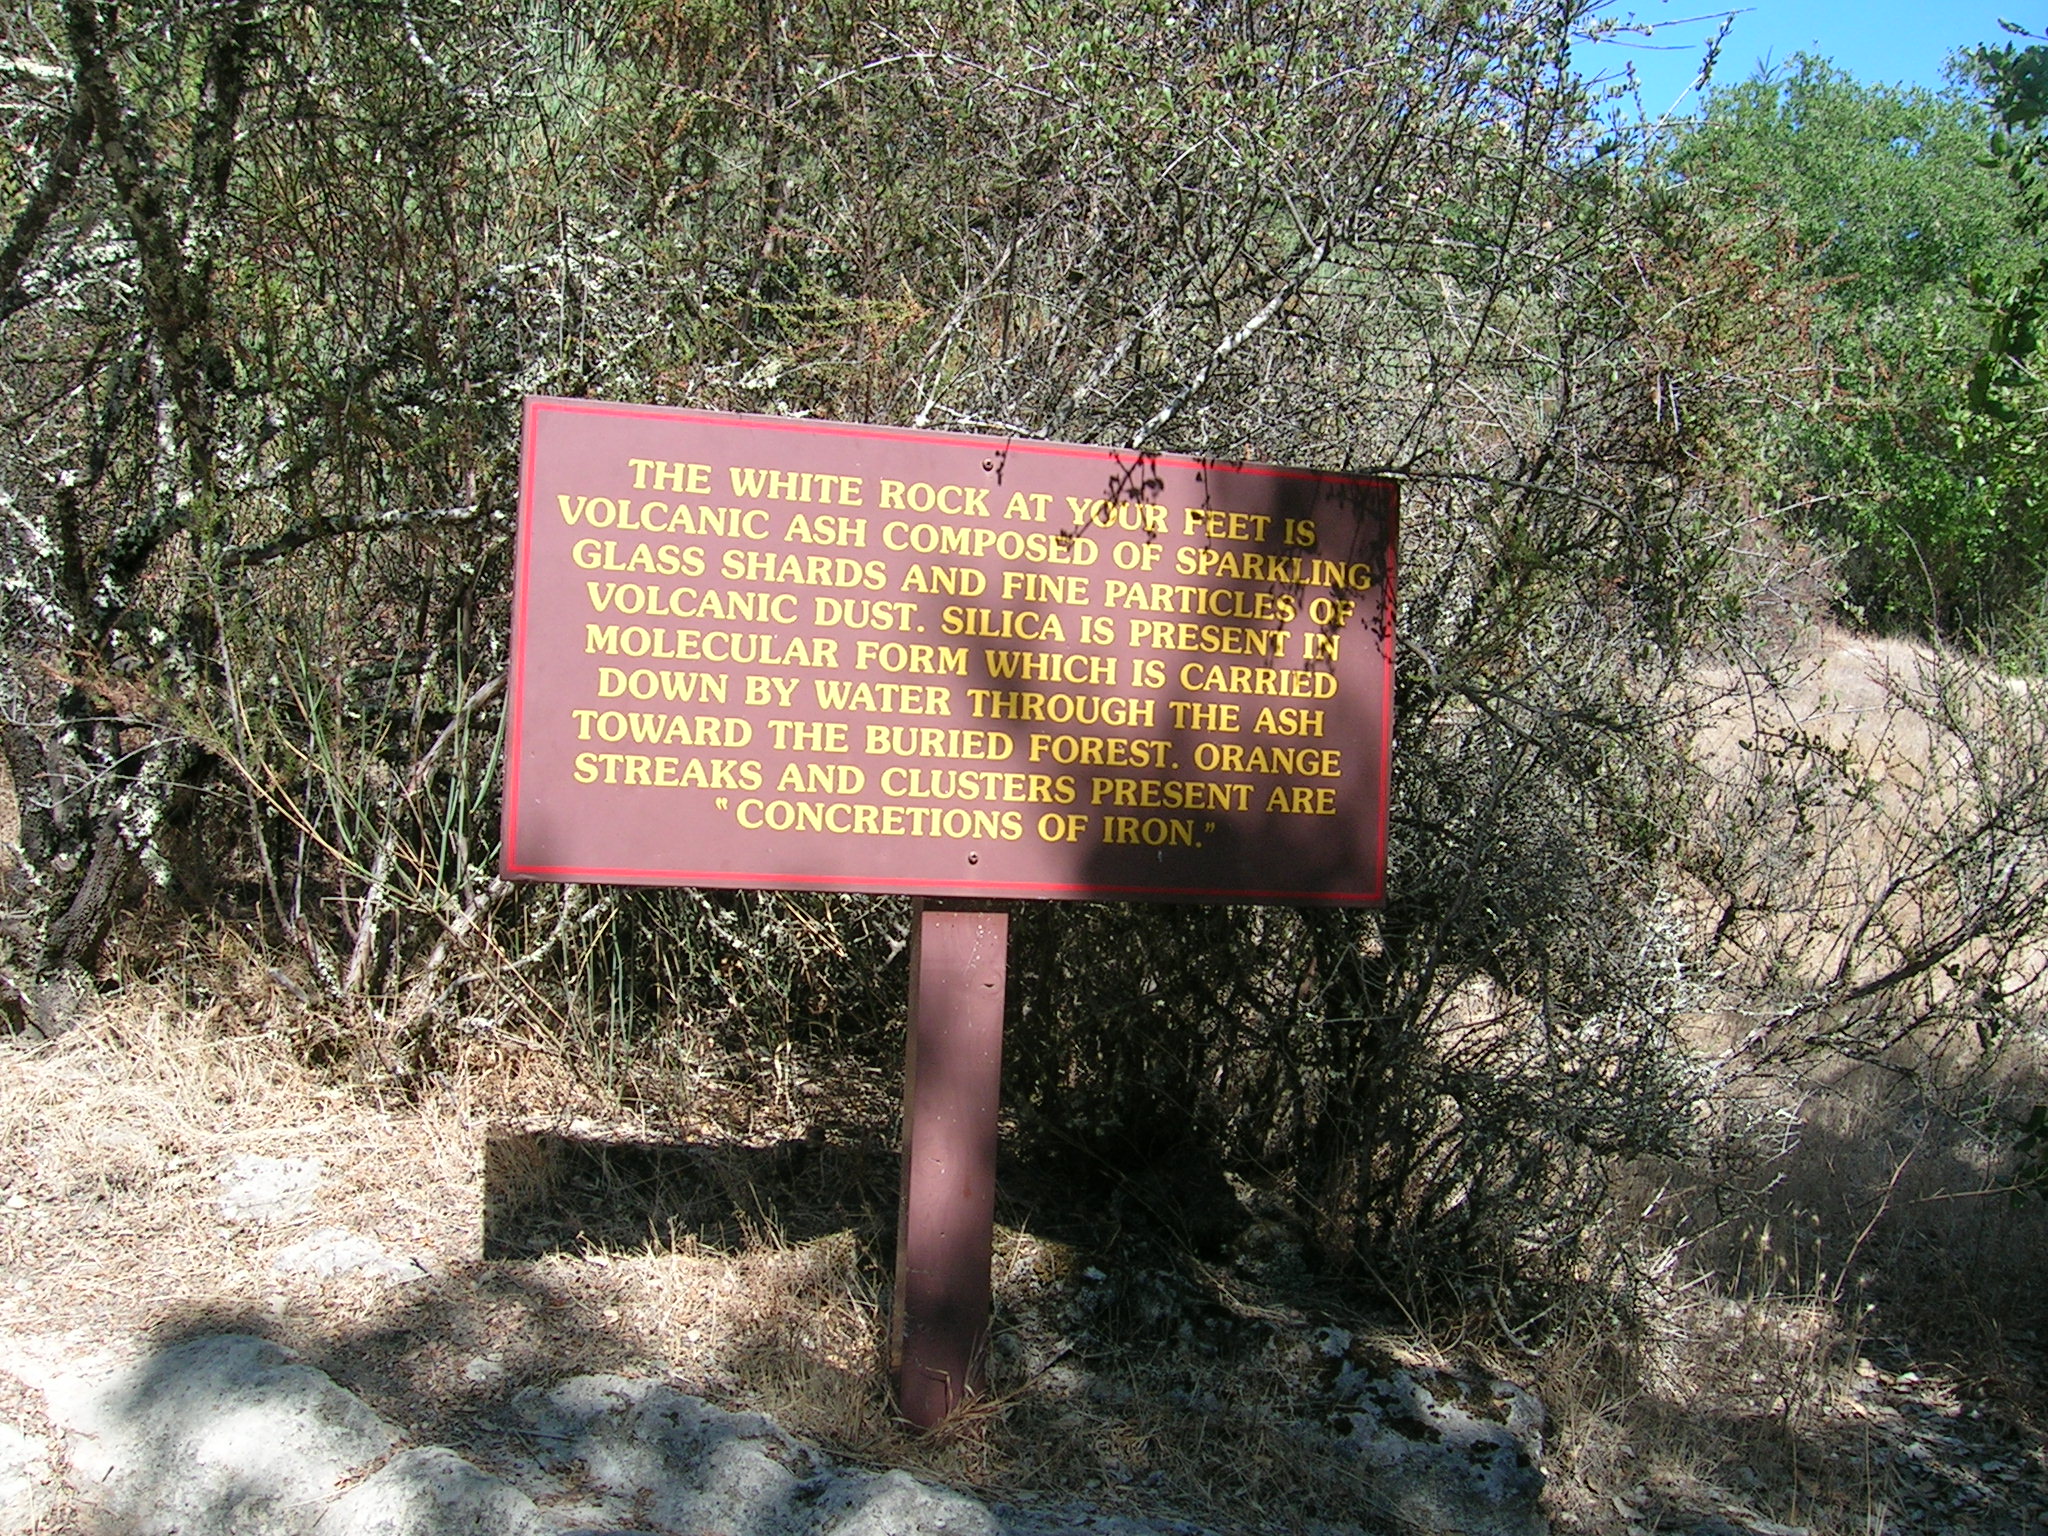 THE WHITE ROCK AT YOUR FEET IS
VOLCANIC ASH COMPOSED OF SPARKLING
GLASS SHARDS AND FINE PARTICLES OF
VOLCANIC DUST. SILICA IS PRESENT IN
MOLECULAR FORM WHICH IS CARRIED
DOWN BY WATER THROUGH THE ASH
TOWARD THE BURIED FOREST. ORANGE
STREAKS AND CLUSTERS PRESENT ARE
"CONCRETIONS OF IRON."